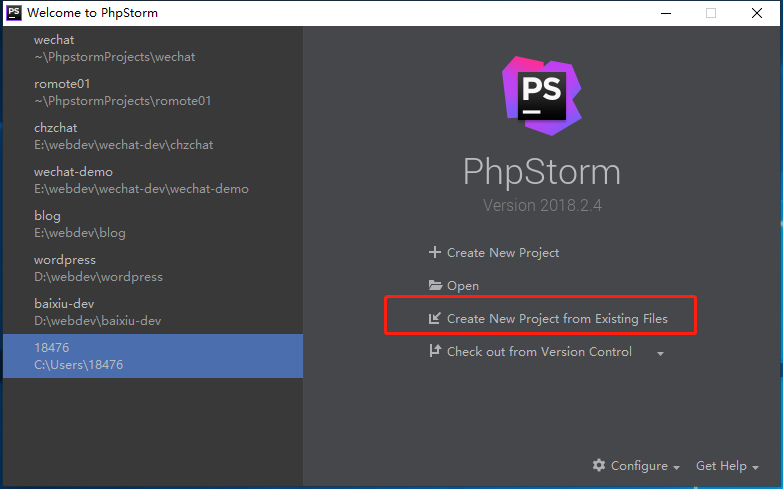 PS Welcome to PhpStorm
wechat
~\PhpstormProjects\wechat
romote01
~\PhpstormProjects\romote01
chzchat
E:\webdev\wechat-dev\chzchat
wechat-demo
E:\webdev\wechat-dev\wechat-demo
blog
E:\webdev\blog
wordpress
D:\webdev\wordpress
baixiu-dev
D:\webdev\baixiu-dev
18476
C:\Users\18476
PS
PhpStorm
Version 2018.2.4
Create New Project
Open
Create New Project from Existing Files
Check out from Version Control
Configure
Get Help